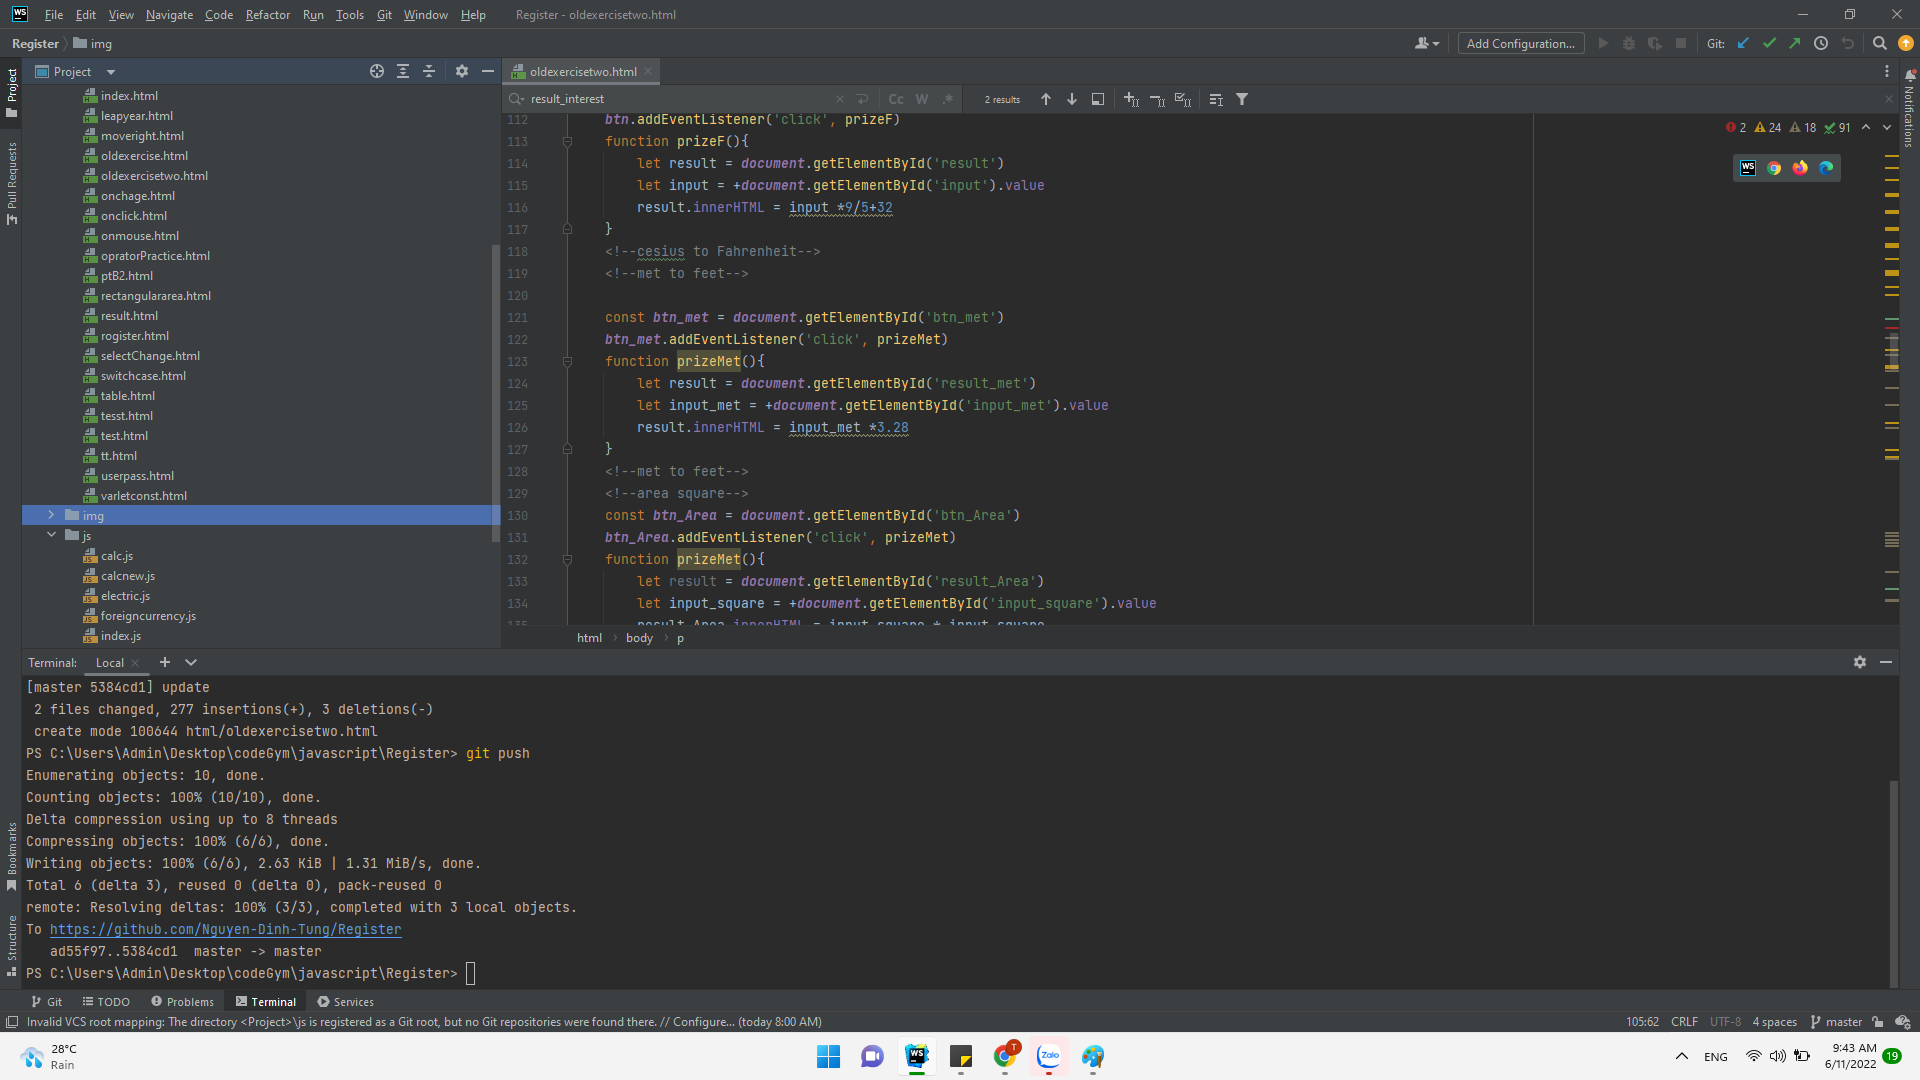 WS File Edit View Navigate Code Refactor Run Tools Git Window Help Register - oldexercisetwo.html
Register img Add Configuration... Git:
Project
oldexercisetwo.html
result_interest Cc W .* 2 results
Project
Pull Requests
Bookmarks
Structure
Notifications
index.html
leapyear.html
moveright.html
oldexercise.html
oldexercisetwo.html
onchage.html
onclick.html
onmouse.html
opratorPractice.html
ptB2.html
rectangulararea.html
result.html
rogister.html
selectChange.html
switchcase.html
table.html
tesst.html
test.html
tt.html
userpass.html
varletconst.html
img
js
calc.js
calcnew.js
electric.js
foreigncurrency.js
index.js
2 24 18 91
112 btn.addEventListener('click', prizeF)
113 function prizeF(){
114 let result = document.getElementById('result')
115 let input = +document.getElementById('input').value
116 result.innerHTML = input *9/5+32
117 }
118 <!--cesius to Fahrenheit-->
119 <!--met to feet-->
120
121 const btn_met = document.getElementById('btn_met')
122 btn_met.addEventListener('click', prizeMet)
123 function prizeMet(){
124 let result = document.getElementById('result_met')
125 let input_met = +document.getElementById('input_met').value
126 result.innerHTML = input_met *3.28
127 }
128 <!--met to feet-->
129 <!--area square-->
130 const btn_Area = document.getElementById('btn_Area')
131 btn_Area.addEventListener('click', prizeMet)
132 function prizeMet(){
133 let result = document.getElementById('result_Area')
134 let input_square = +document.getElementById('input_square').value
135 result_Area.innerHTML = input_square * input_square
html body p
Terminal: Local
[master 5384cd1] update
2 files changed, 277 insertions(+), 3 deletions(-)
create mode 100644 html/oldexercisetwo.html
PS C:\Users\Admin\Desktop\codeGym\javascript\Register> git push
Enumerating objects: 10, done.
Counting objects: 100% (10/10), done.
Delta compression using up to 8 threads
Compressing objects: 100% (6/6), done.
Writing objects: 100% (6/6), 2.63 KiB | 1.31 MiB/s, done.
Total 6 (delta 3), reused 0 (delta 0), pack-reused 0
remote: Resolving deltas: 100% (3/3), completed with 3 local objects.
To https://github.com/Nguyen-Dinh-Tung/Register
ad55f97..5384cd1 master -> master
PS C:\Users\Admin\Desktop\codeGym\javascript\Register>
Git TODO Problems Terminal Services
Invalid VCS root mapping: The directory <Project>\js is registered as a Git root, but no Git repositories were found there. // Configure... (today 8:00 AM) 105:62 CRLF UTF-8 4 spaces master
28°C
Rain
WS T Zalo
ENG
9:43 AM
6/11/2022
19